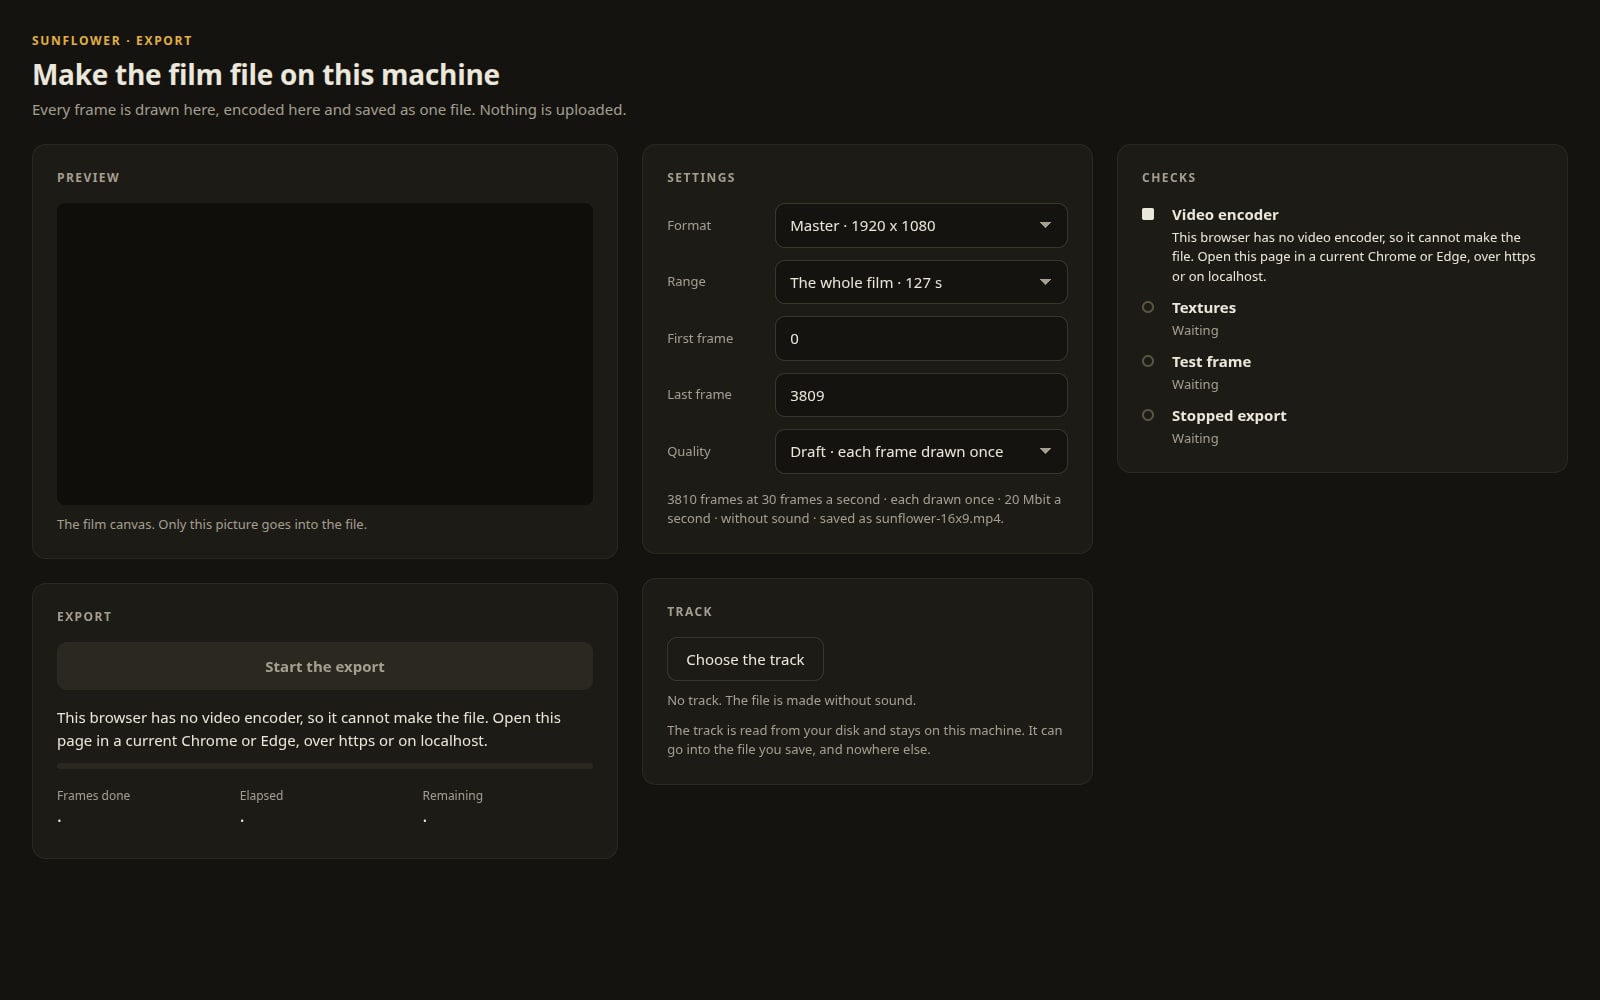 SUNFLOWER · EXPORT
Make the film file on this machine
Every frame is drawn here, encoded here and saved as one file. Nothing is uploaded.
PREVIEW
The film canvas. Only this picture goes into the file.
EXPORT
Start the export
This browser has no video encoder, so it cannot make the file. Open this
page in a current Chrome or Edge, over https or on localhost.
Frames done
·
Elapsed
·
Remaining
·
SETTINGS
Format
Master · 1920 x 1080
Range
The whole film · 127 s
First frame
0
Last frame
3809
Quality
Draft · each frame drawn once
3810 frames at 30 frames a second · each drawn once · 20 Mbit a
second · without sound · saved as sunflower-16x9.mp4.
TRACK
Choose the track
No track. The file is made without sound.
The track is read from your disk and stays on this machine. It can
go into the file you save, and nowhere else.
CHECKS
Video encoder
This browser has no video encoder, so it cannot make the
file. Open this page in a current Chrome or Edge, over https
or on localhost.
Textures
Waiting
Test frame
Waiting
Stopped export
Waiting